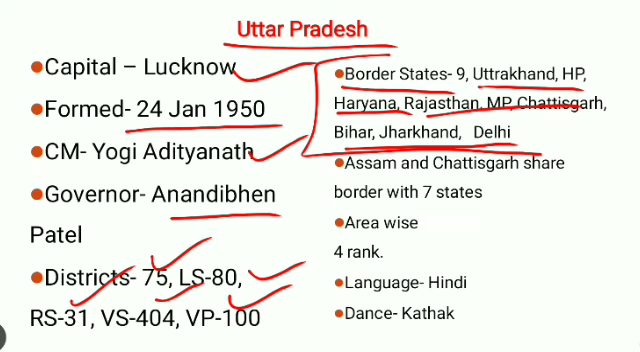 Uttar Pradesh
●Capital – Lucknow
●Formed- 24 Jan 1950
●CM- Yogi Adityanath
●Governor- Anandibhen
Patel
●Districts- 75, LS-80,
RS-31, VS-404, VP-100
●Border States- 9, Uttrakhand, HP,
Haryana, Rajasthan, MP, Chattisgarh,
Bihar, Jharkhand, Delhi
●Assam and Chattisgarh share
border with 7 states
●Area wise
4 rank.
●Language- Hindi
●Dance- Kathak